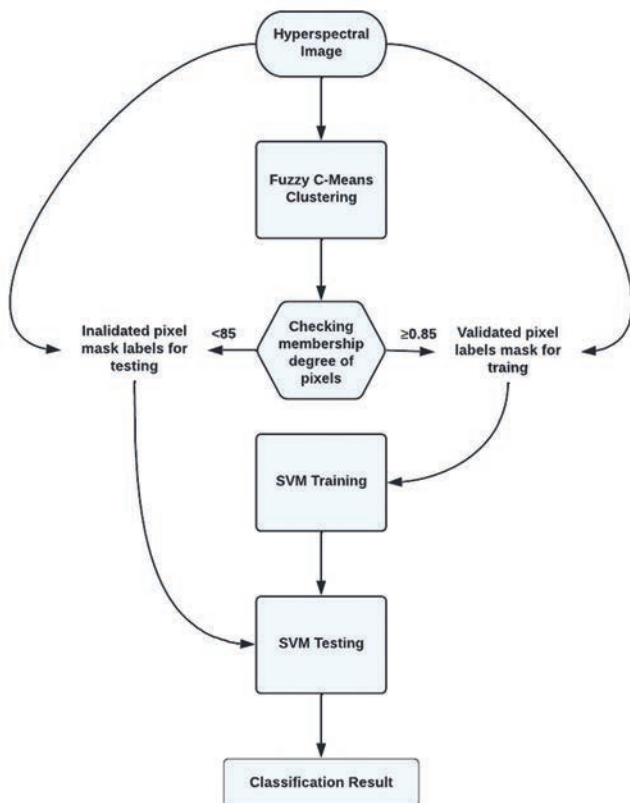 Hyperspectral
Image
Fuzzy C-Means
Clustering
Inalidated pixel
mask labels for
testing
<85
Checking
membership
degree of
pixels
≥0.85
Validated pixel
labels mask for
traing
SVM Training
SVM Testing
Classification Result